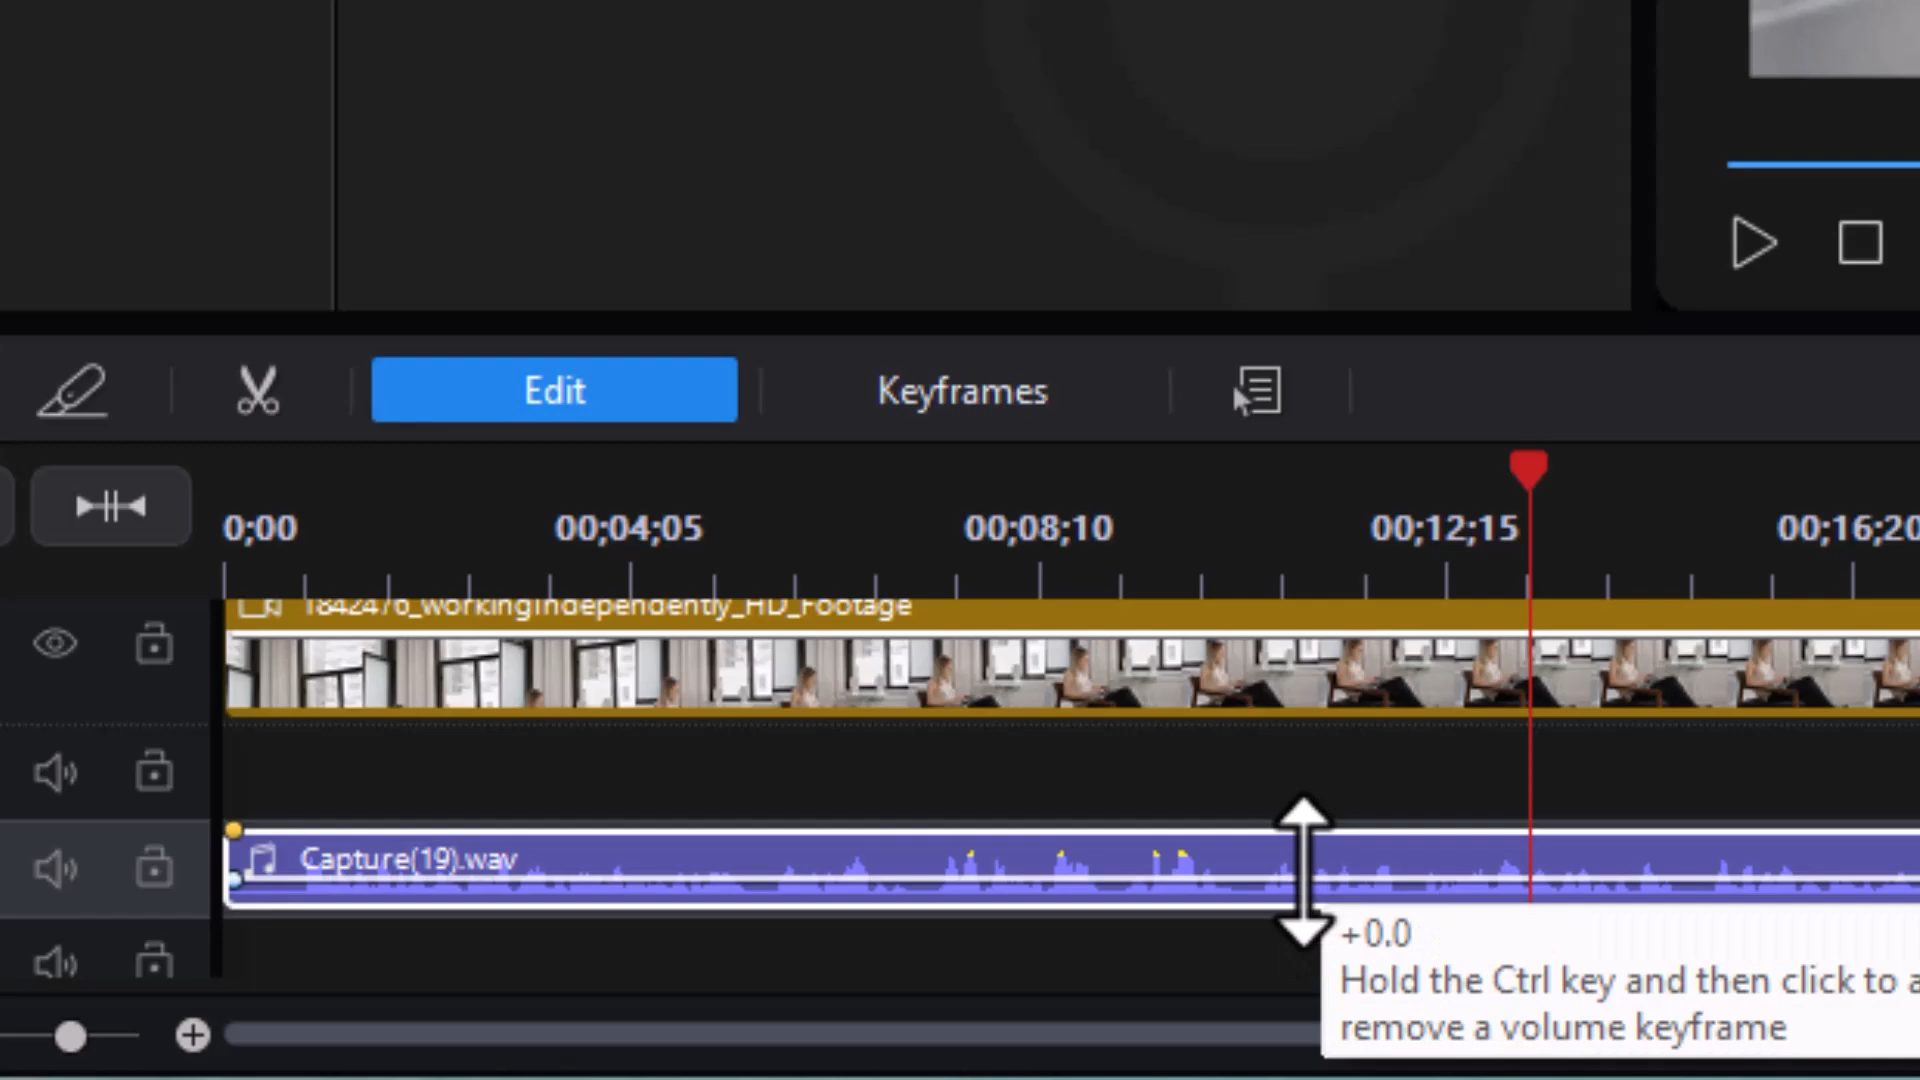 Edit
Keyframes
0;00
00;04;05
00;08;10
00;12;15
00;16;20
1842476_workingIndependently_HD_Footage
Capture(19).wav
+0.0
Hold the Ctrl key and then click to
remove a volume keyframe